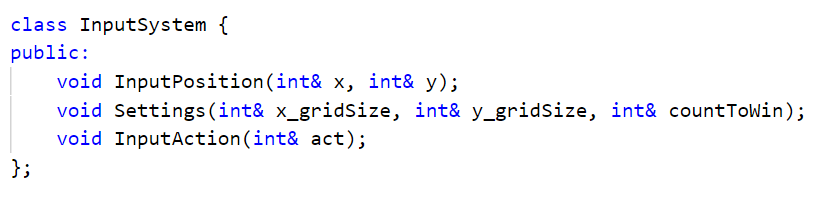 class InputSystem {
public:
    void InputPosition(int& x, int& y);
    void Settings(int& x_gridSize, int& y_gridSize, int& countToWin);
    void InputAction(int& act);
};